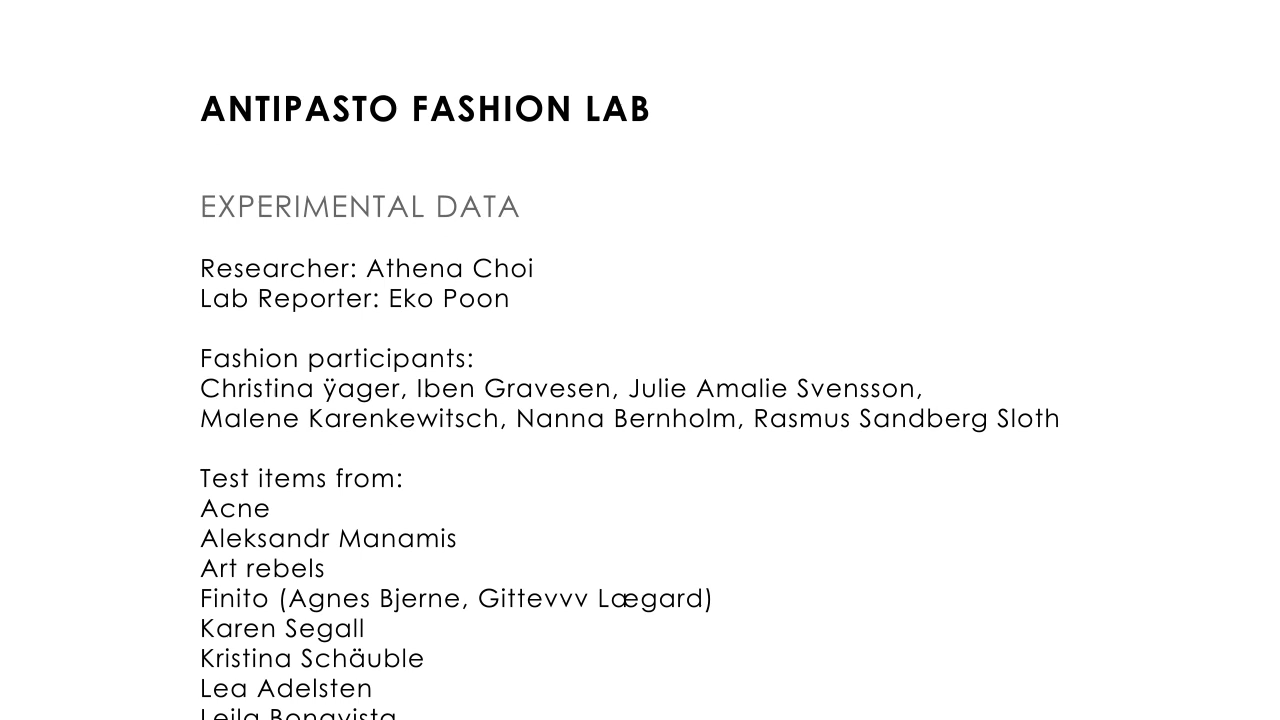 ANTIPASTO FASHION LAB
EXPERIMENTAL DATA
Researcher: Athena Choi
Lab Reporter: Eko Poon
Fashion participants:
Christina ÿager, Iben Gravesen, Julie Amalie Svensson,
Malene Karenkewitsch, Nanna Bernholm, Rasmus Sandberg Sloth
Test items from:
Acne
Aleksandr Manamis
Art rebels
Finito (Agnes Bjerne, Gittevvv Lægard)
Karen Segall
Kristina Schäuble
Lea Adelsten
Leila Bonavista